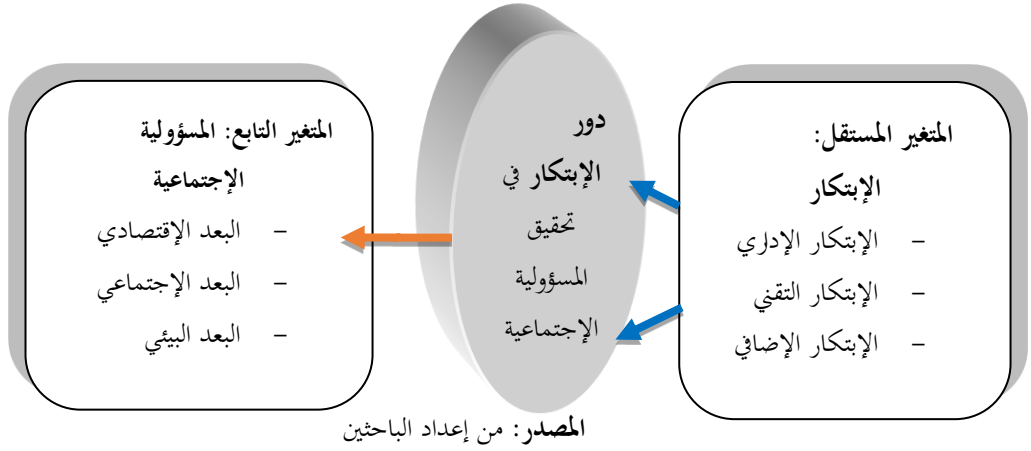 المتغير المستقل:
الإبتكار
– الإبتكار الإداري
– الإبتكار التقني
– الإبتكار الإضافي
دور
الإبتكار في
تحقيق
المسؤولية
الإجتماعية
المتغير التابع: المسؤولية
الإجتماعية
– البعد الإقتصادي
– البعد الإجتماعي
– البعد البيئي
المصدر: من إعداد الباحثين